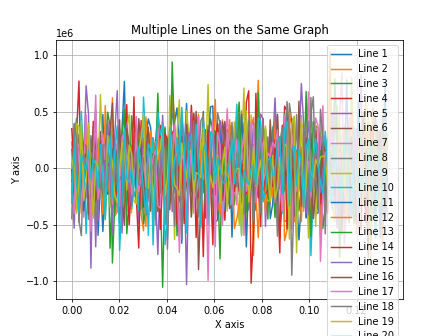 Multiple Lines on the Same Graph
1e6
1.0
0.5
0.0
−0.5
−1.0
Y axis
0.00
0.02
0.04
0.06
0.08
0.10
X axis
Line 1
Line 2
Line 3
Line 4
Line 5
Line 6
Line 7
Line 8
Line 9
Line 10
Line 11
Line 12
Line 13
Line 14
Line 15
Line 16
Line 17
Line 18
Line 19
Line 20